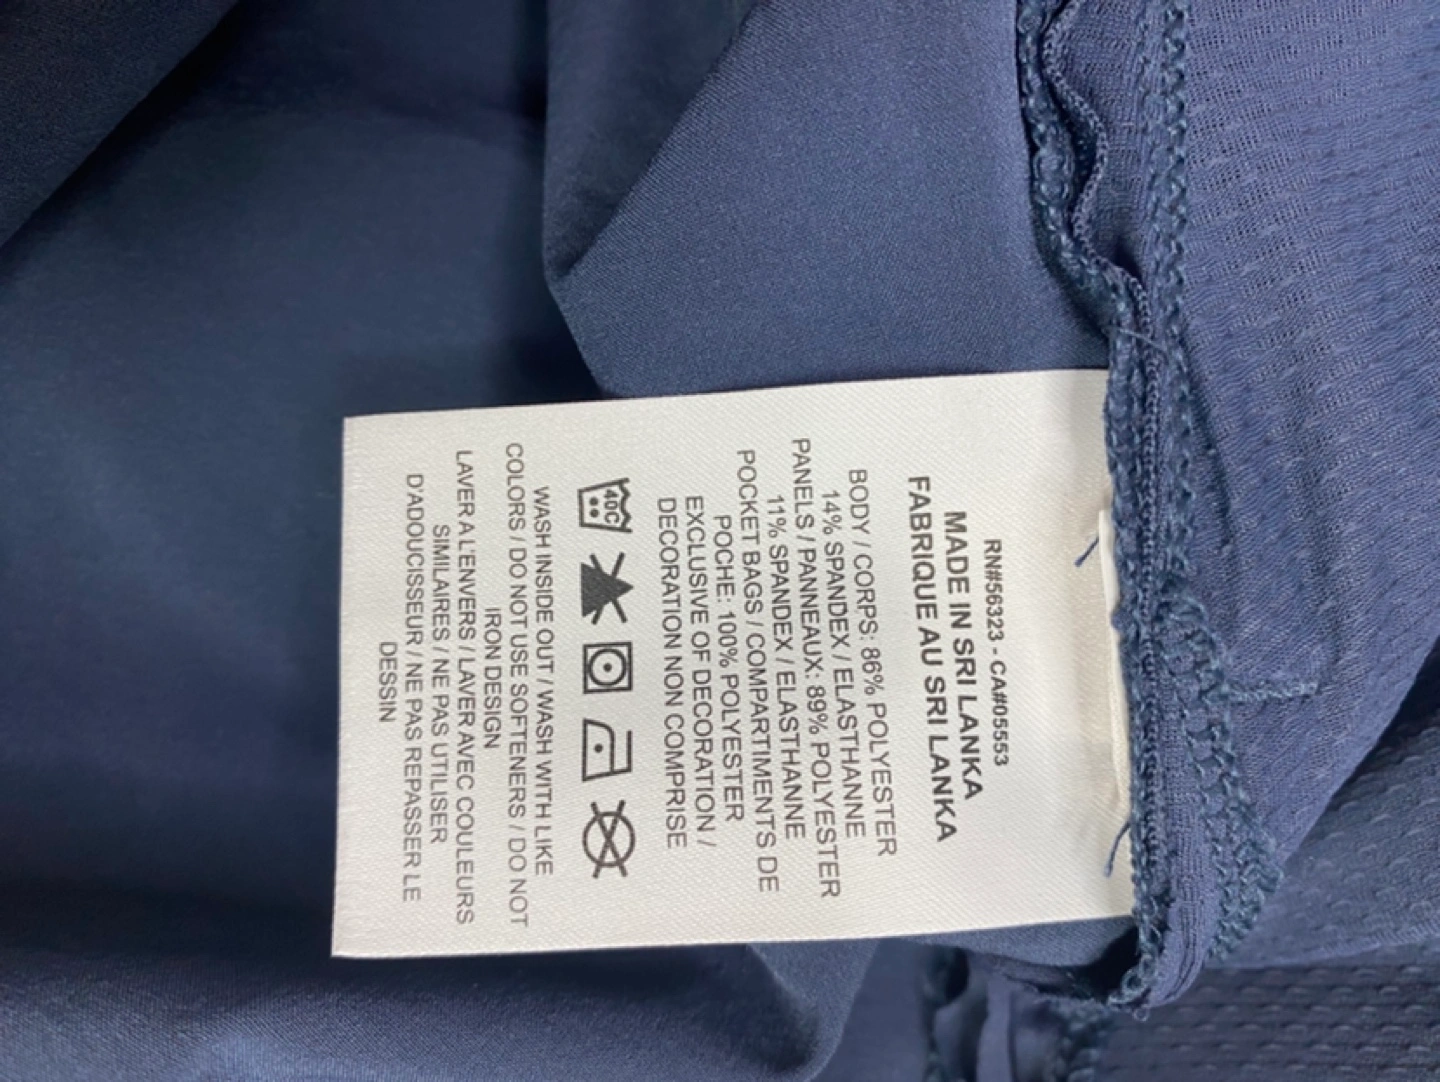 RN#56323 - CA#05553
MADE IN SRI LANKA
FABRIQUE AU SRI LANKA
BODY / CORPS: 86% POLYESTER
14% SPANDEX / ELASTHANNE
PANELS / PANNEAUX: 89% POLYESTER
11% SPANDEX / ELASTHANNE
POCKET BAGS / COMPARTIMENTS DE
POCHE: 100% POLYESTER
EXCLUSIVE OF DECORATION /
DECORATION NON COMPRISE
40C
WASH INSIDE OUT / WASH WITH LIKE
COLORS / DO NOT USE SOFTENERS / DO NOT
IRON DESIGN
LAVER A L'ENVERS / LAVER AVEC COULEURS
SIMILAIRES / NE PAS UTILISER
D'ADOUCISSEUR / NE PAS REPASSER LE
DESSIN